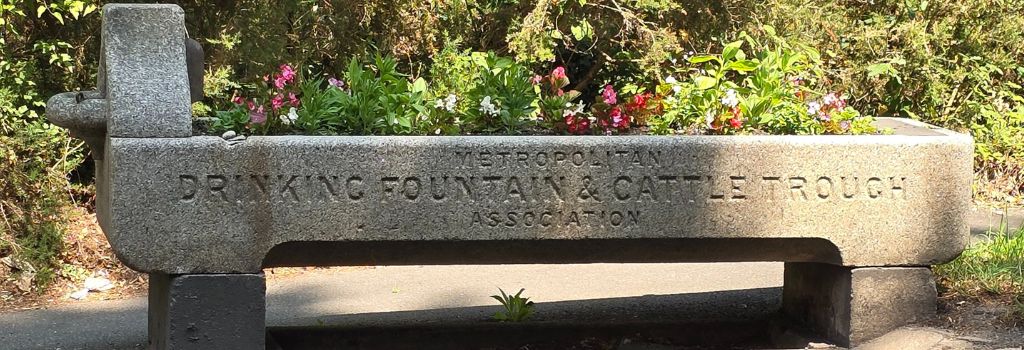 METROPOLITAN
DRINKING FOUNTAIN & CATTLE TROUGH
ASSOCIATION